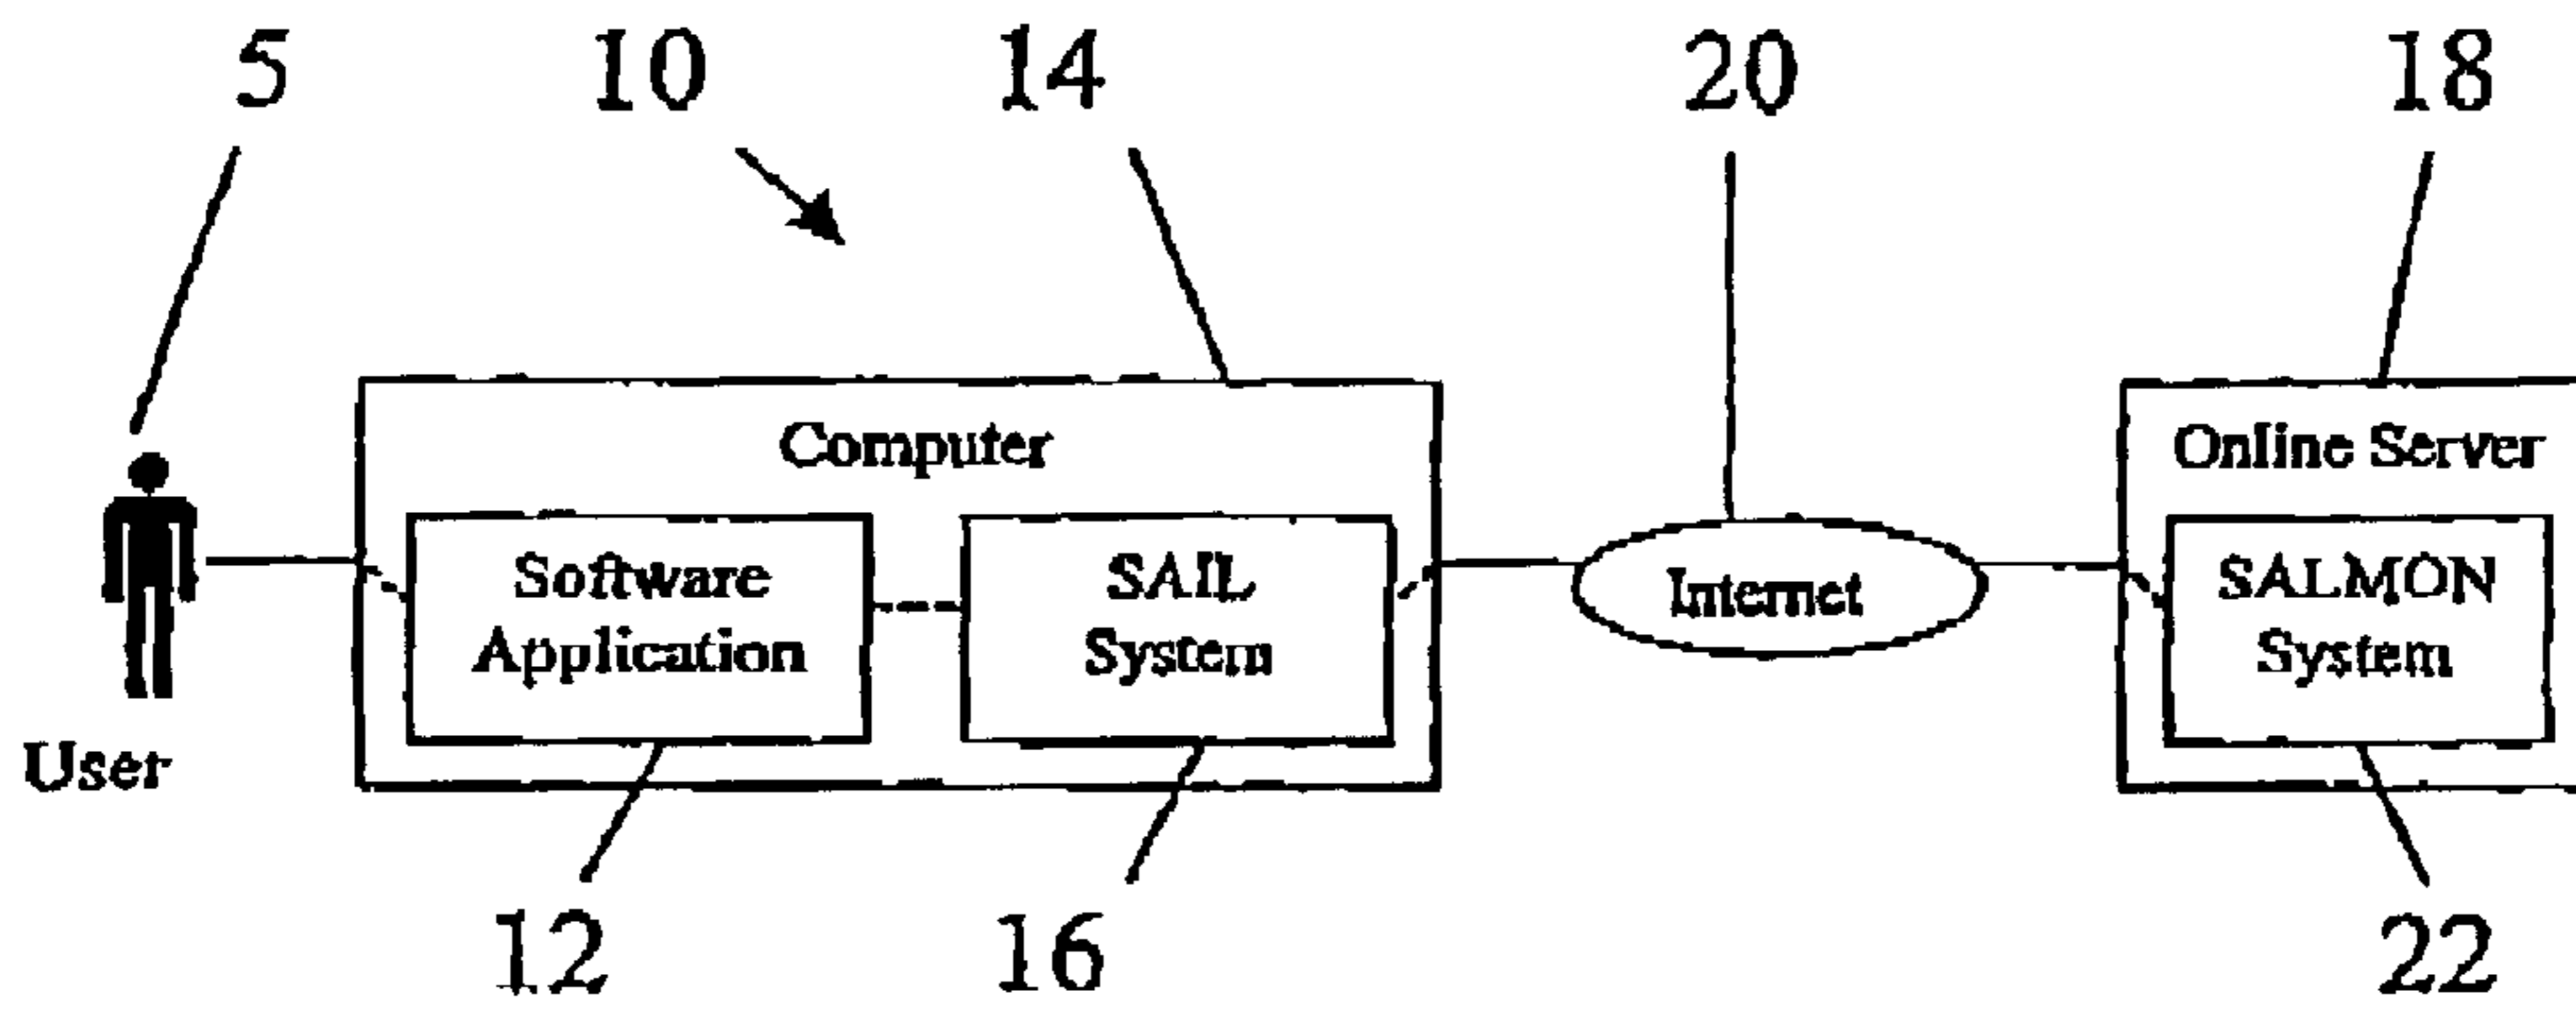 5 10 14 20 18
Computer
Online Server
Software
Application
SAIL
System
Internet
SALMON
System
User
12 16 22